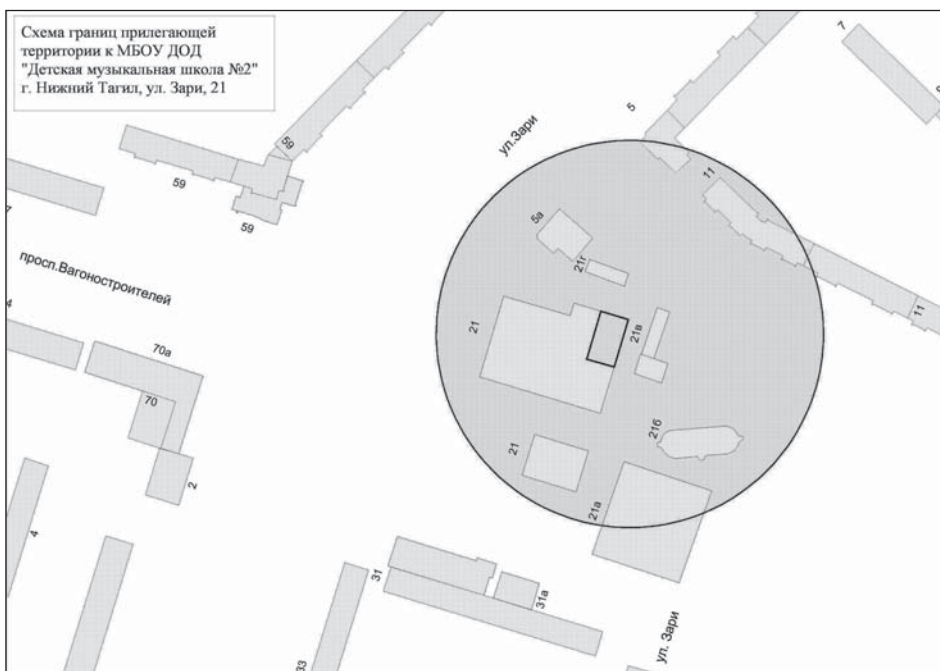 Схема границ прилегающей
территории к МБОУ ДОД
"Детская музыкальная школа №2"
г. Нижний Тагил, ул. Зари, 21
7
5
ул.Зари
59
59
59
11
5а
21г
просп.Вагоностроителей
21
21в
11
4
70а
70
21б
21
2
21а
4
31
31а
ул. Зари
33